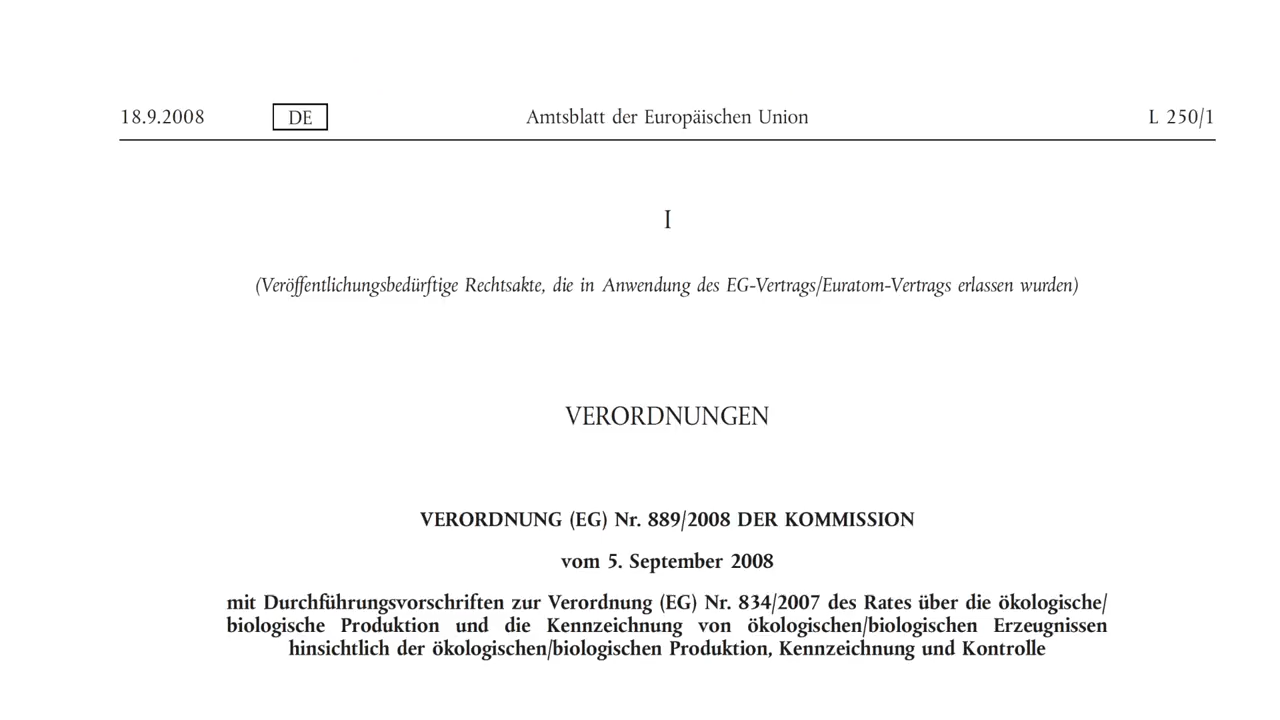 18.9.2008 DE Amtsblatt der Europäischen Union L 250/1
I
(Veröffentlichungsbedürftige Rechtsakte, die in Anwendung des EG-Vertrags/Euratom-Vertrags erlassen wurden)
VERORDNUNGEN
VERORDNUNG (EG) Nr. 889/2008 DER KOMMISSION
vom 5. September 2008
mit Durchführungsvorschriften zur Verordnung (EG) Nr. 834/2007 des Rates über die ökologische/
biologische Produktion und die Kennzeichnung von ökologischen/biologischen Erzeugnissen
hinsichtlich der ökologischen/biologischen Produktion, Kennzeichnung und Kontrolle